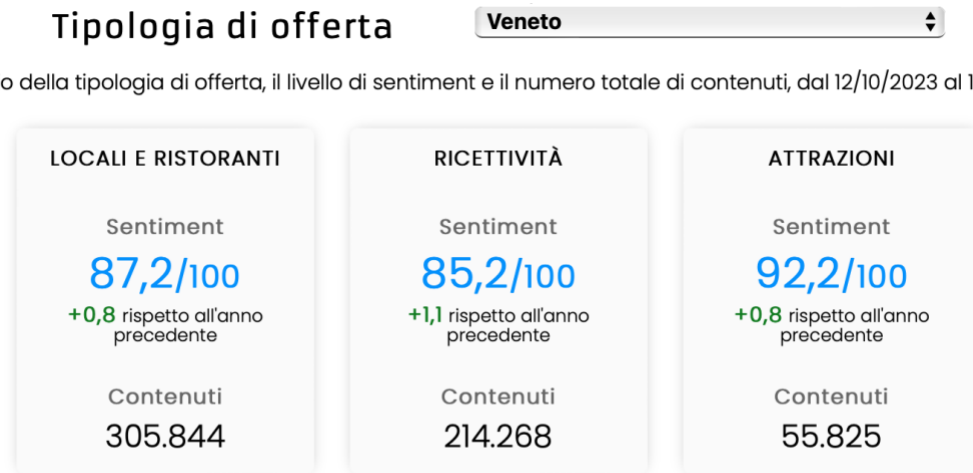 Tipologia di offerta
Veneto
o della tipologia di offerta, il livello di sentiment e il numero totale di contenuti, dal 12/10/2023 al 1
LOCALI E RISTORANTI
Sentiment
87,2/100
+0,8 rispetto all'anno
precedente
Contenuti
305.844
RICETTIVITÀ
Sentiment
85,2/100
+1,1 rispetto all'anno
precedente
Contenuti
214.268
ATTRAZIONI
Sentiment
92,2/100
+0,8 rispetto all'anno
precedente
Contenuti
55.825